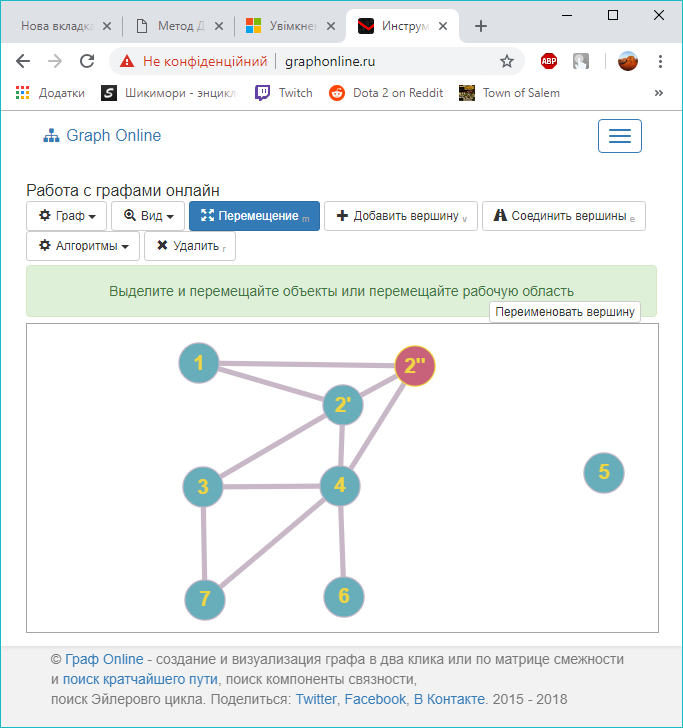 Нова вкладка
Метод Д
Увімкнен
Инструм
Не конфіденційний
graphonline.ru
ABP
Додатки
Шикимори - энцикл
Twitch
Dota 2 on Reddit
Town of Salem
»
Graph Online
Работа с графами онлайн
Граф
Вид
Перемещение m
Добавить вершину v
Соединить вершины e
Алгоритмы
Удалить r
Выделите и перемещайте объекты или перемещайте рабочую область
Переименовать вершину
1
2''
2'
3
4
5
7
6
© Граф Online - создание и визуализация графа в два клика или по матрице смежности
и поиск кратчайшего пути, поиск компоненты связности,
поиск Эйлерового цикла. Поделиться: Twitter, Facebook, В Контакте. 2015 - 2018